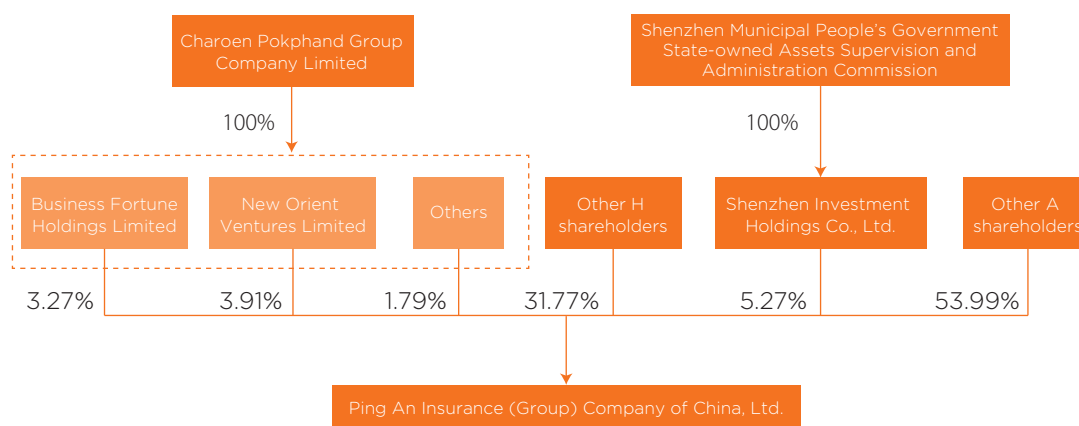 Charoen Pokphand Group
Company Limited
Shenzhen Municipal People's Government
State-owned Assets Supervision and
Administration Commission
100%
100%
Business Fortune
Holdings Limited
New Orient
Ventures Limited
Others
Other H
shareholders
Shenzhen Investment
Holdings Co., Ltd.
Other A
shareholders
3.27%
3.91%
1.79%
31.77%
5.27%
53.99%
Ping An Insurance (Group) Company of China, Ltd.